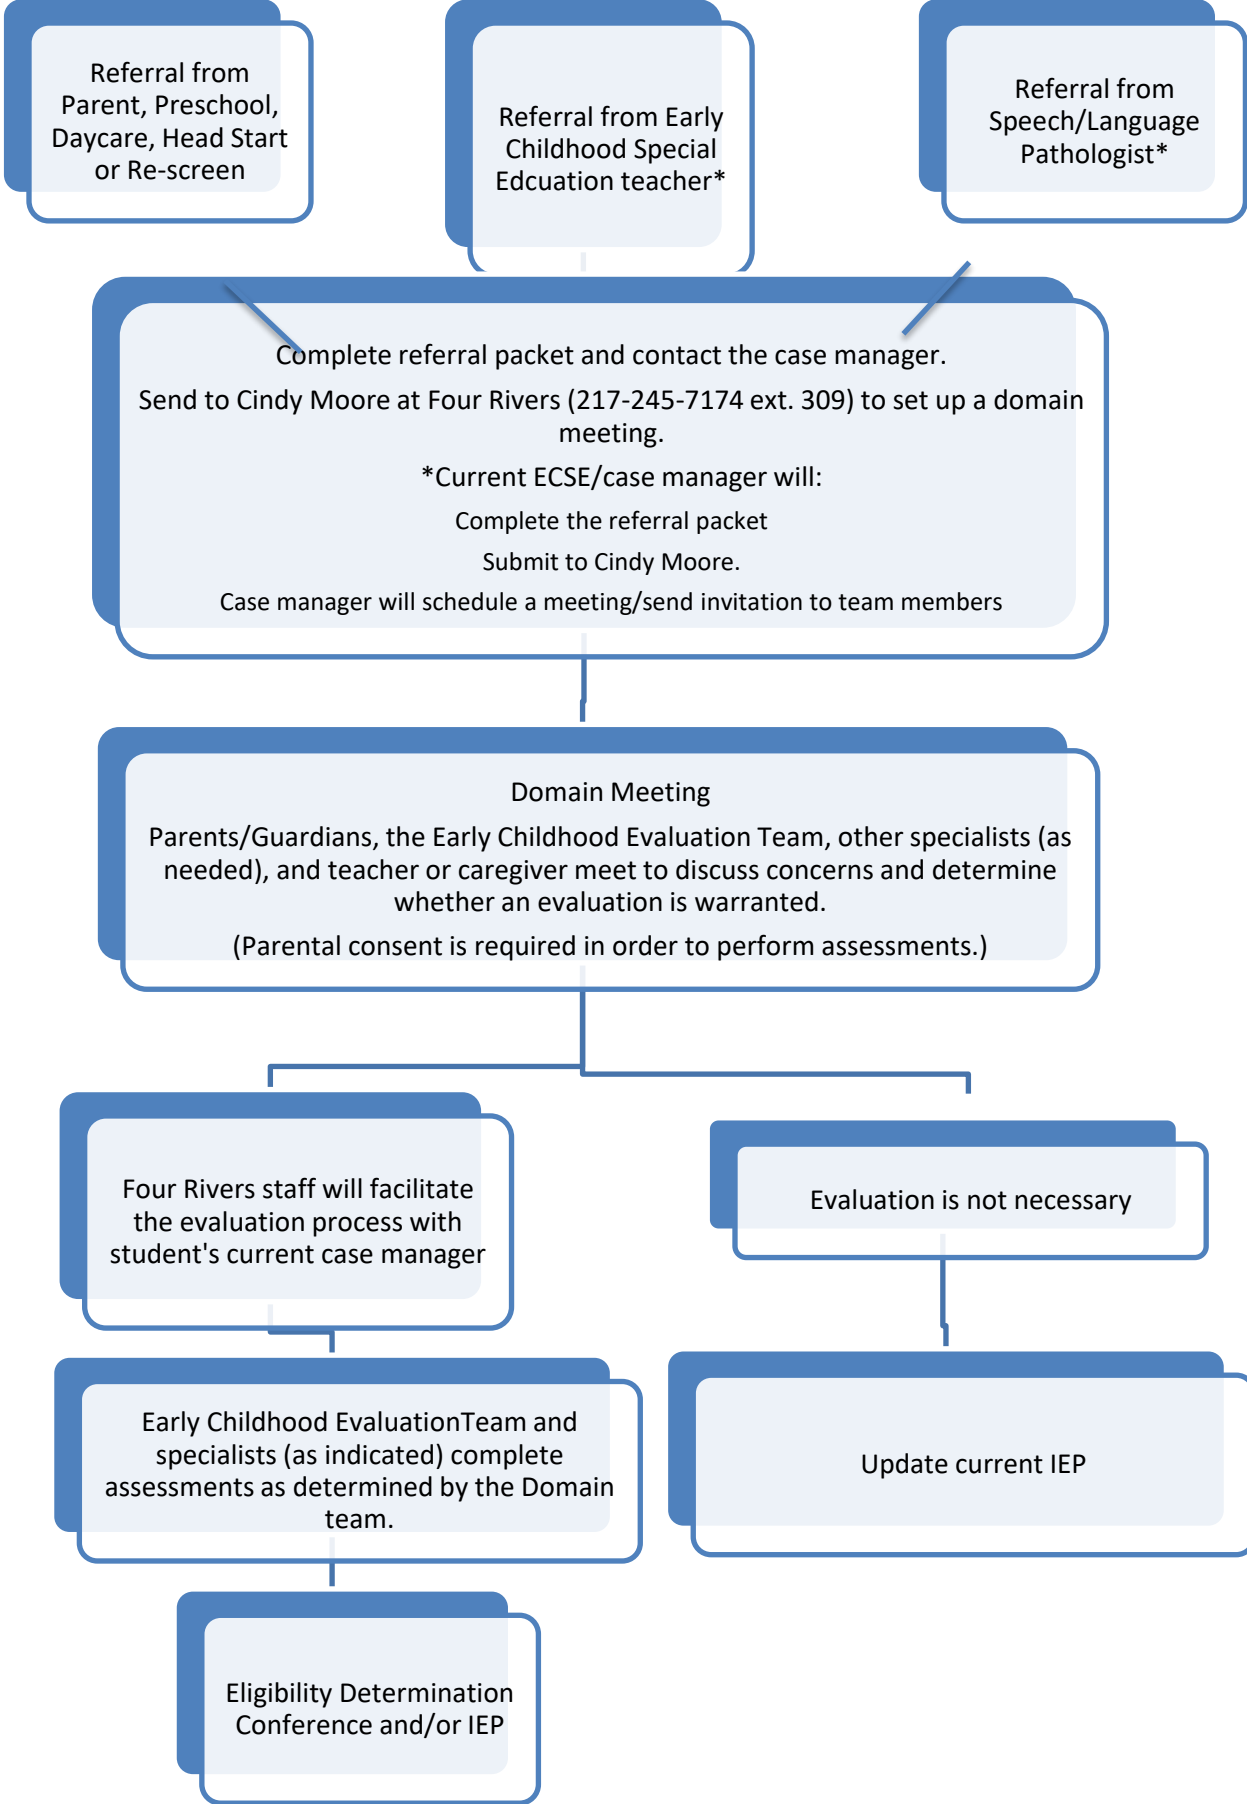 Referral from
Parent, Preschool,
Daycare, Head Start
or Re-screen
Referral from Early
Childhood Special
Edcuation teacher*
Referral from
Speech/Language
Pathologist*
Complete referral packet and contact the case manager.
Send to Cindy Moore at Four Rivers (217-245-7174 ext. 309) to set up a domain
meeting.
*Current ECSE/case manager will:
Complete the referral packet
Submit to Cindy Moore.
Case manager will schedule a meeting/send invitation to team members
Domain Meeting
Parents/Guardians, the Early Childhood Evaluation Team, other specialists (as
needed), and teacher or caregiver meet to discuss concerns and determine
whether an evaluation is warranted.
(Parental consent is required in order to perform assessments.)
Four Rivers staff will facilitate
the evaluation process with
student's current case manager
Evaluation is not necessary
Early Childhood EvaluationTeam and
specialists (as indicated) complete
assessments as determined by the Domain
team.
Update current IEP
Eligibility Determination
Conference and/or IEP